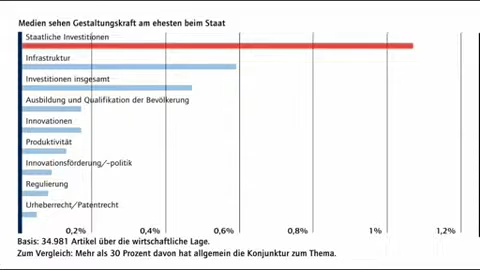 Medien sehen Gestaltungskraft am ehesten beim Staat
Staatliche Investitionen
Infrastruktur
Investitionen insgesamt
Ausbildung und Qualifikation der Bevölkerung
Innovationen
Produktivität
Innovationsförderung/-politik
Regulierung
Urheberrecht/Patentrecht
0,2% 0,4% 0,6% 0,8% 1% 1,2%
Basis: 34.981 Artikel über die wirtschaftliche Lage.
Zum Vergleich: Mehr als 30 Prozent davon hat allgemein die Konjunktur zum Thema.